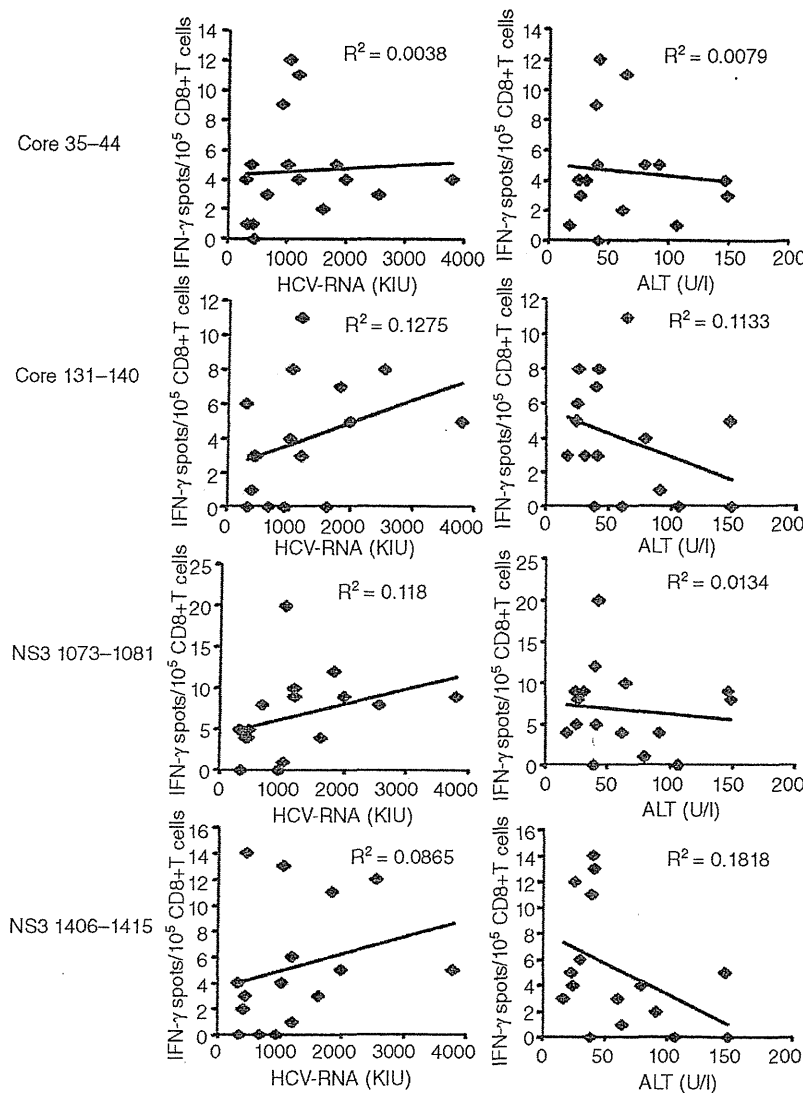 Core 35–44
IFN-γ spots/10⁵ CD8+T cells
14
12
10
8
6
4
2
0
R² = 0.0038
0 1000 2000 3000 4000
HCV-RNA (KIU)
IFN-γ spots/10⁵ CD8+T cells
14
12
10
8
6
4
2
0
R² = 0.0079
0 50 100 150 200
ALT (U/l)
Core 131–140
IFN-γ spots/10⁵ CD8+T cells
12
10
8
6
4
2
0
R² = 0.1275
0 1000 2000 3000 4000
HCV-RNA (KIU)
IFN-γ spots/10⁵ CD8+T cells
12
10
8
6
4
2
0
R² = 0.1133
0 50 100 150 200
ALT (U/l)
NS3 1073–1081
IFN-γ spots/10⁵ CD8+T cells
25
20
15
10
5
0
R² = 0.118
0 1000 2000 3000 4000
HCV-RNA (KIU)
IFN-γ spots/10⁵ CD8+T cells
25
20
15
10
5
0
R² = 0.0134
0 50 100 150 200
ALT (U/l)
NS3 1406–1415
IFN-γ spots/10⁵ CD8+T cells
16
14
12
10
8
6
4
2
0
R² = 0.0865
0 1000 2000 3000 4000
HCV-RNA (KIU)
IFN-γ spots/10⁵ CD8+T cells
16
14
12
10
8
6
4
2
0
R² = 0.1818
0 50 100 150 200
ALT (U/l)